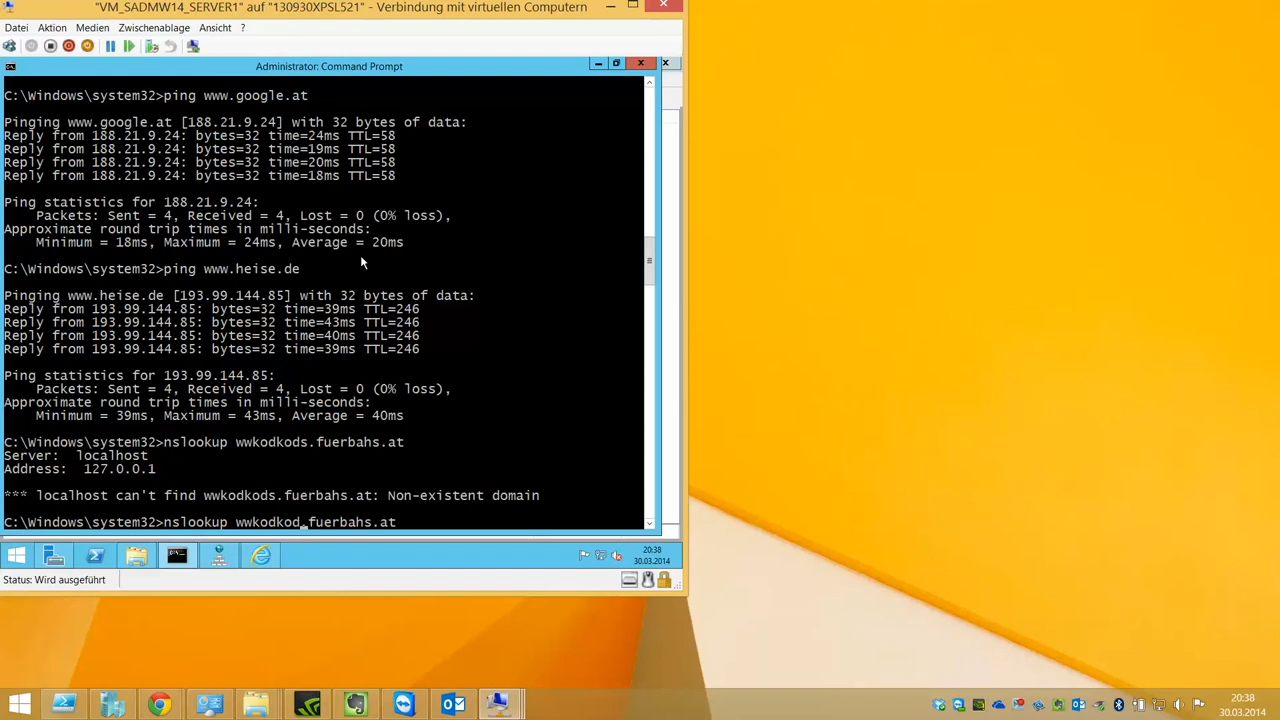 "VM_SADMW14_SERVER1" auf "130930XPSL521" - Verbindung mit virtuellen Computern
Datei Aktion Medien Zwischenablage Ansicht ?
Administrator: Command Prompt
C:\Windows\system32>ping www.google.at
Pinging www.google.at [188.21.9.24] with 32 bytes of data:
Reply from 188.21.9.24: bytes=32 time=24ms TTL=58
Reply from 188.21.9.24: bytes=32 time=19ms TTL=58
Reply from 188.21.9.24: bytes=32 time=20ms TTL=58
Reply from 188.21.9.24: bytes=32 time=18ms TTL=58
Ping statistics for 188.21.9.24:
Packets: Sent = 4, Received = 4, Lost = 0 (0% loss),
Approximate round trip times in milli-seconds:
Minimum = 18ms, Maximum = 24ms, Average = 20ms
C:\Windows\system32>ping www.heise.de
Pinging www.heise.de [193.99.144.85] with 32 bytes of data:
Reply from 193.99.144.85: bytes=32 time=39ms TTL=246
Reply from 193.99.144.85: bytes=32 time=43ms TTL=246
Reply from 193.99.144.85: bytes=32 time=40ms TTL=246
Reply from 193.99.144.85: bytes=32 time=39ms TTL=246
Ping statistics for 193.99.144.85:
Packets: Sent = 4, Received = 4, Lost = 0 (0% loss),
Approximate round trip times in milli-seconds:
Minimum = 39ms, Maximum = 43ms, Average = 40ms
C:\Windows\system32>nslookup wwkodkods.fuerbahs.at
Server: localhost
Address: 127.0.0.1
*** localhost can't find wwkodkods.fuerbahs.at: Non-existent domain
C:\Windows\system32>nslookup wwkodkod.fuerbahs.at
20:38
30.03.2014
Status: Wird ausgeführt
20:38
30.03.2014